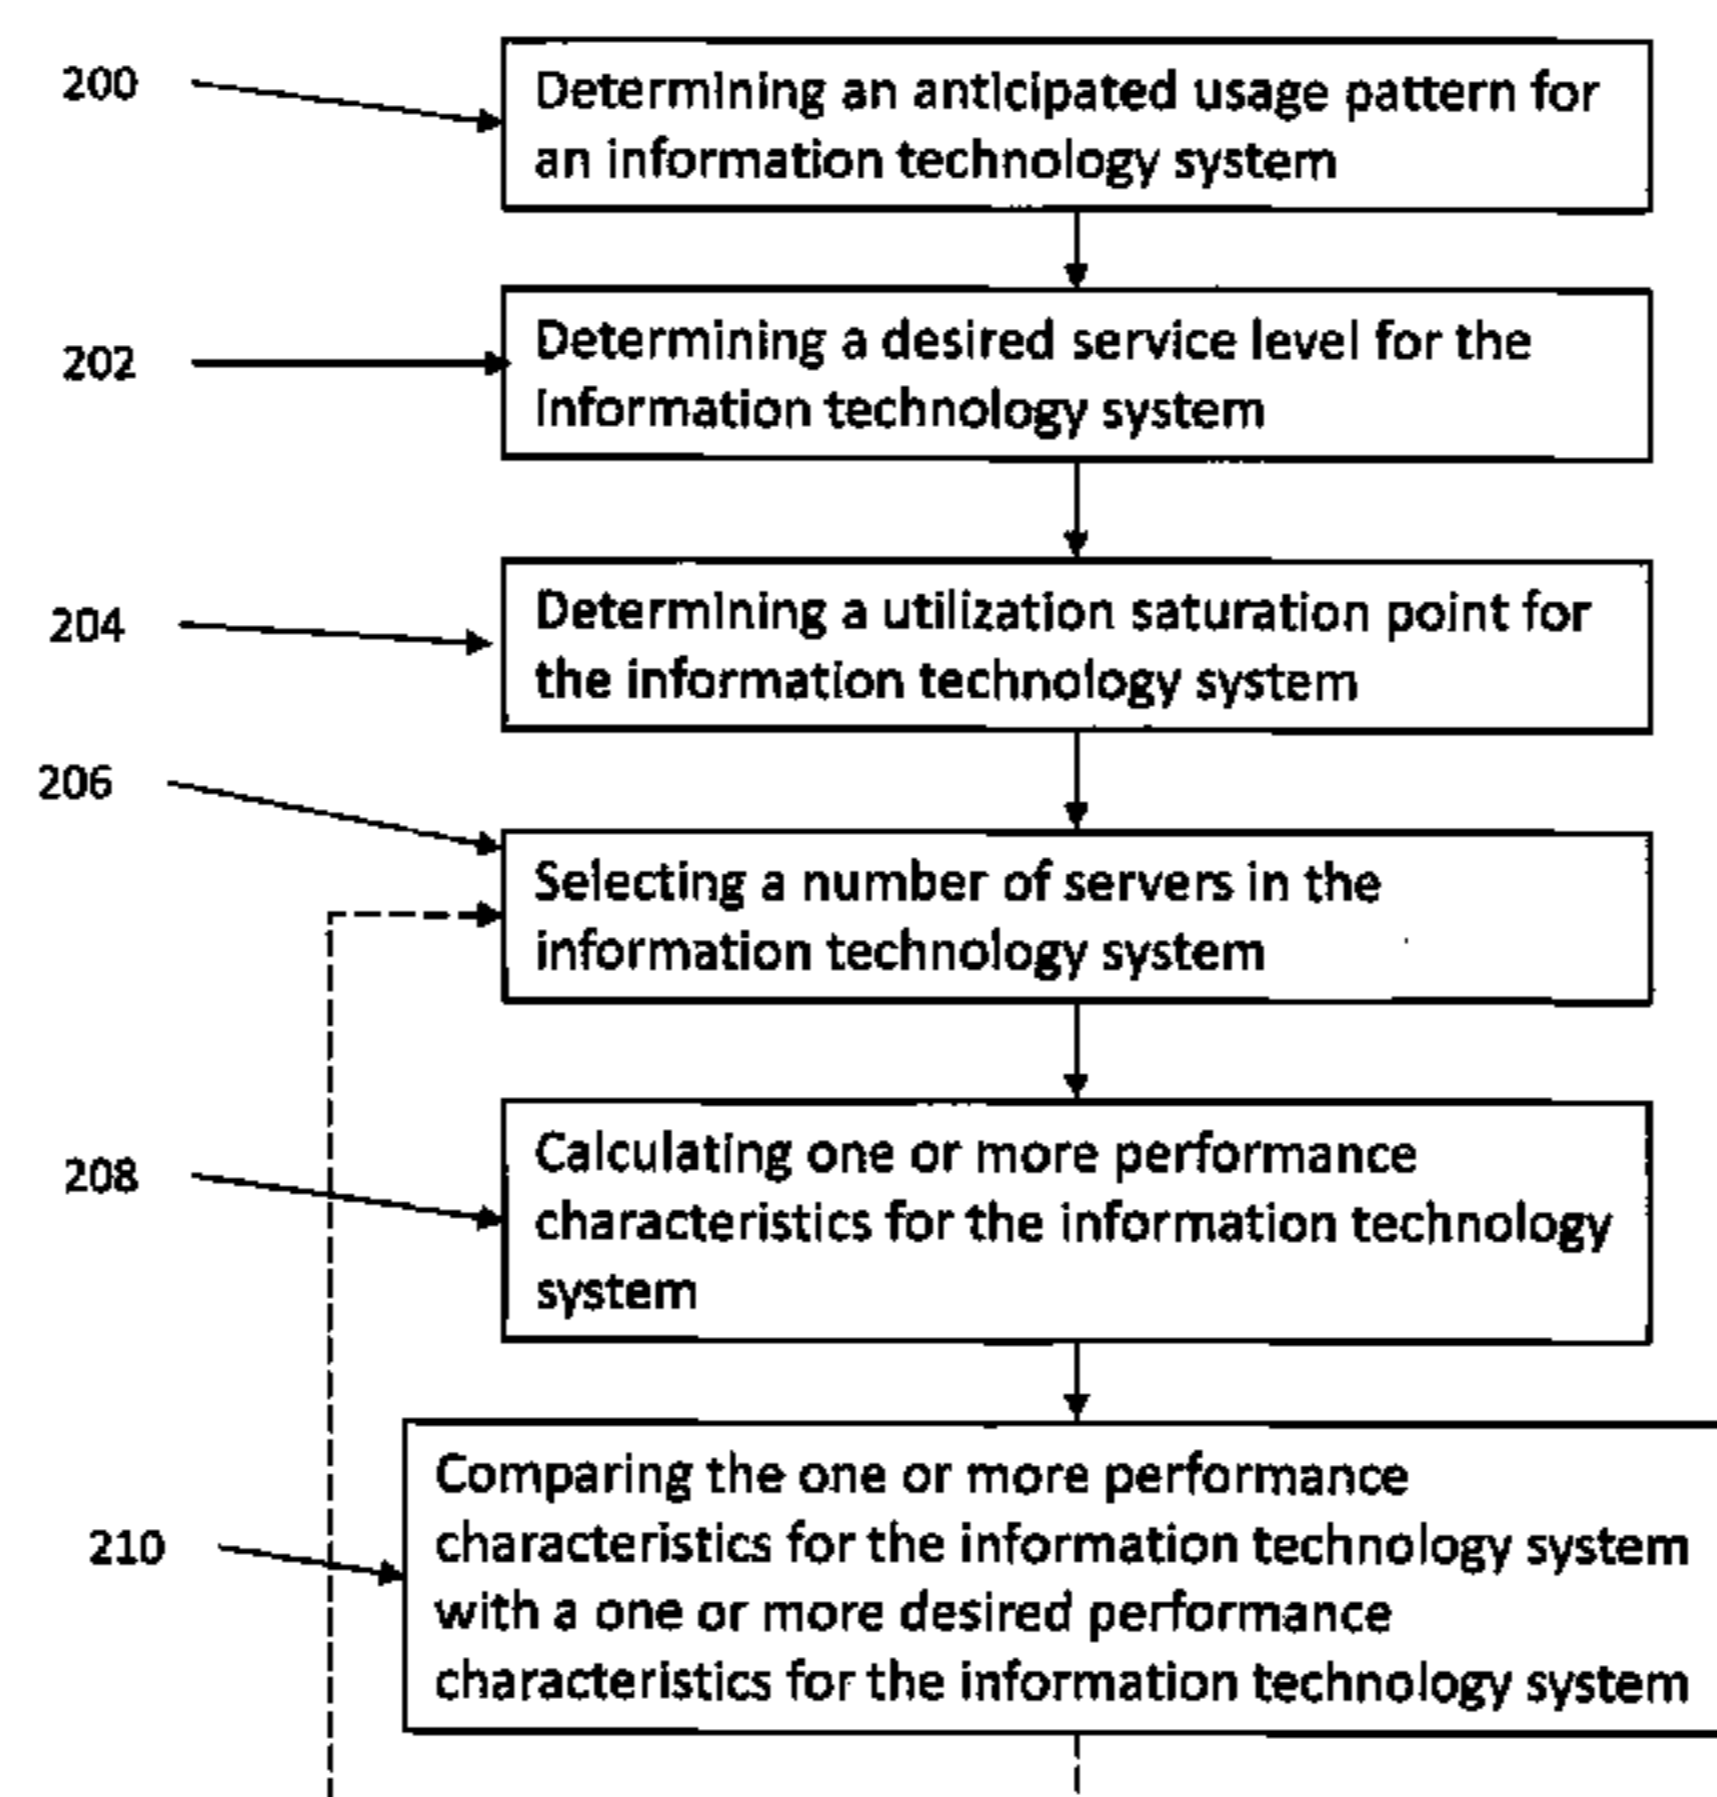 200
Determining an anticipated usage pattern for
an information technology system
202
Determining a desired service level for the
information technology system
204
Determining a utilization saturation point for
the information technology system
206
Selecting a number of servers in the
information technology system
208
Calculating one or more performance
characteristics for the information technology
system
210
Comparing the one or more performance
characteristics for the information technology system
with a one or more desired performance
characteristics for the information technology system